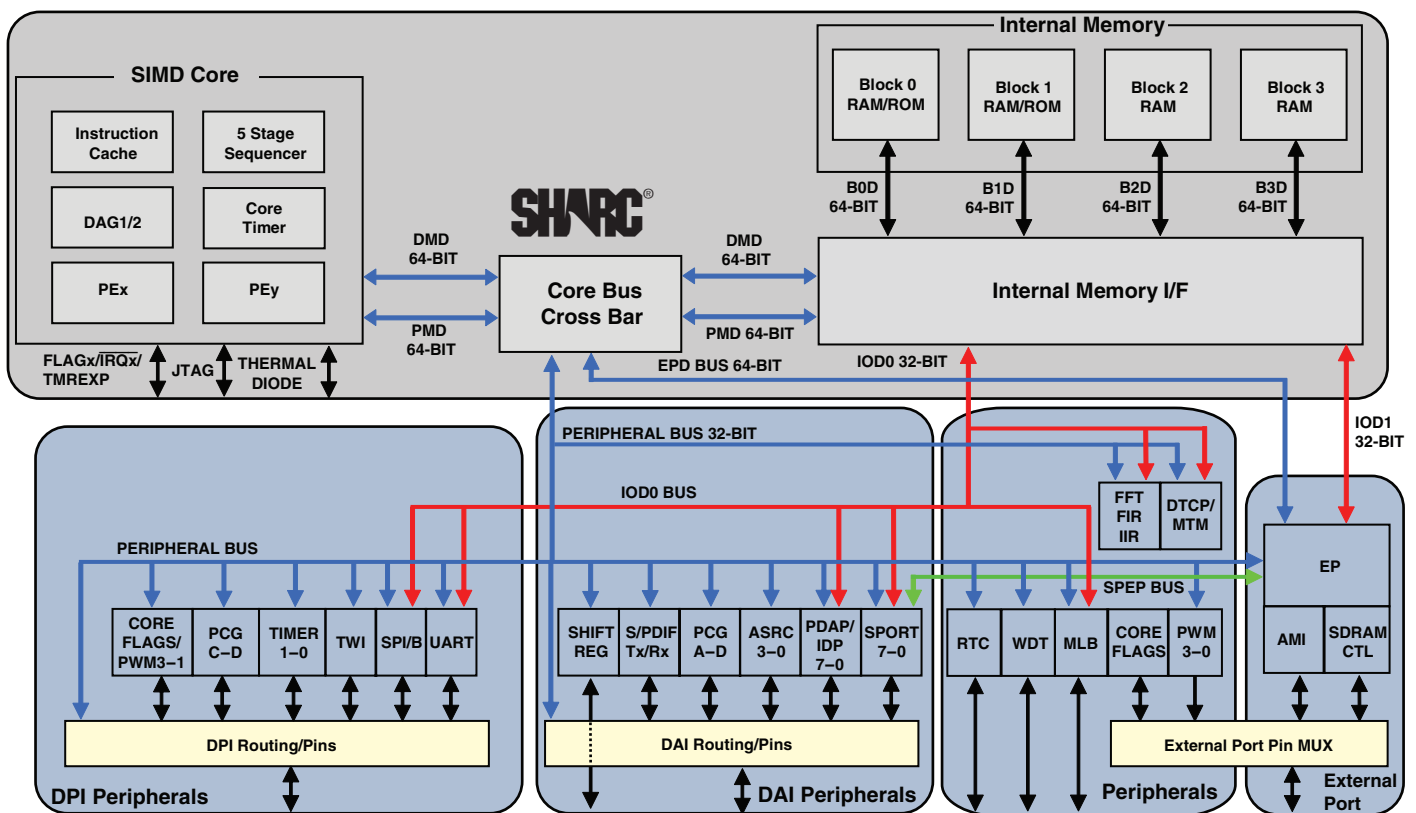 Internal Memory
SIMD Core
Block 0
RAM/ROM
Block 1
RAM/ROM
Block 2
RAM
Block 3
RAM
Instruction
Cache
5 Stage
Sequencer
DAG1/2
Core
Timer
PEx
PEy
B0D
64-BIT
B1D
64-BIT
B2D
64-BIT
B3D
64-BIT
SHARC®
DMD
64-BIT
DMD
64-BIT
Core Bus
Cross Bar
Internal Memory I/F
PMD
64-BIT
PMD 64-BIT
FLAGx/IRQx/
TMREXP
JTAG
THERMAL
DIODE
EPD BUS 64-BIT
IOD0 32-BIT
IOD1
32-BIT
PERIPHERAL BUS 32-BIT
IOD0 BUS
FFT
FIR
IIR
DTCP/
MTM
PERIPHERAL BUS
EP
SPEP BUS
CORE
FLAGS/
PWM3–1
PCG
C–D
TIMER
1–0
TWI
SPI/B
UART
SHIFT
REG
S/PDIF
Tx/Rx
PCG
A–D
ASRC
3–0
PDAP/
IDP
7–0
SPORT
7–0
RTC
WDT
MLB
CORE
FLAGS
PWM
3–0
AMI
SDRAM
CTL
DPI Routing/Pins
DAI Routing/Pins
External Port Pin MUX
DPI Peripherals
DAI Peripherals
Peripherals
External
Port